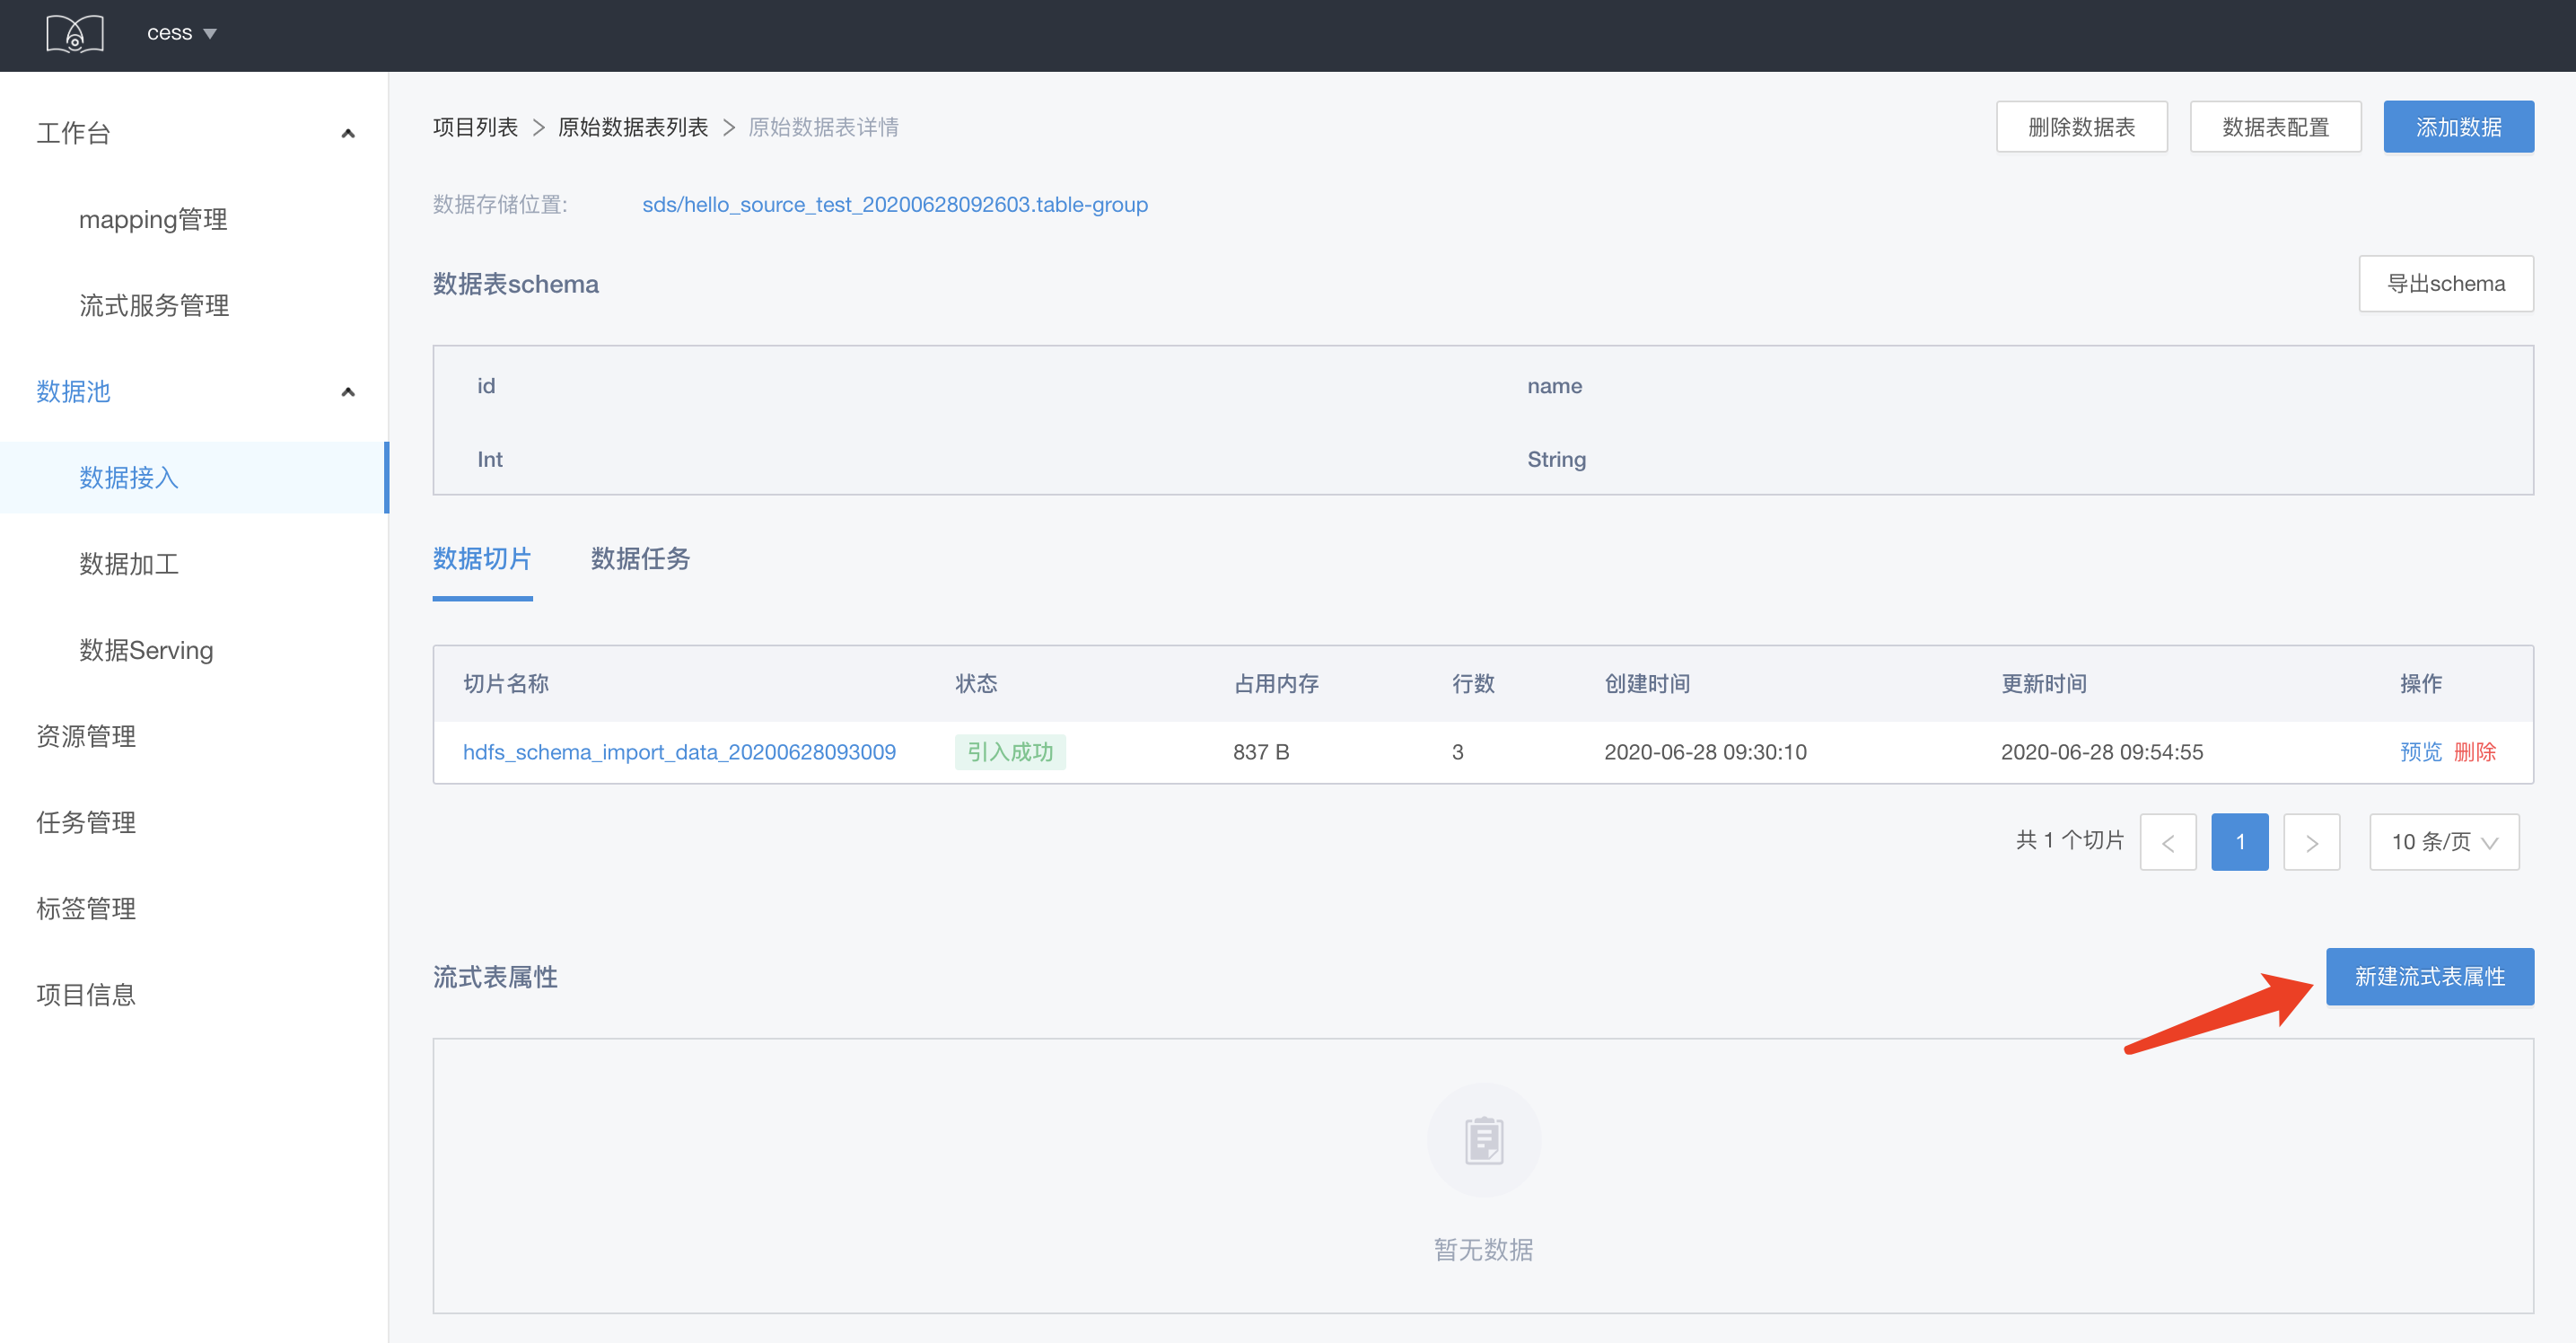 cess
工作台
mapping管理
流式服务管理
数据池
数据接入
数据加工
数据Serving
资源管理
任务管理
标签管理
项目信息
项目列表 > 原始数据表列表 > 原始数据表详情
删除数据表 数据表配置 添加数据
数据存储位置: sds/hello_source_test_20200628092603.table-group
数据表schema 导出schema
id name
Int String
数据切片 数据任务
切片名称 状态 占用内存 行数 创建时间 更新时间 操作
hdfs_schema_import_data_20200628093009 引入成功 837 B 3 2020-06-28 09:30:10 2020-06-28 09:54:55 预览 删除
共 1 个切片 < 1 > 10 条/页
流式表属性 新建流式表属性
暂无数据